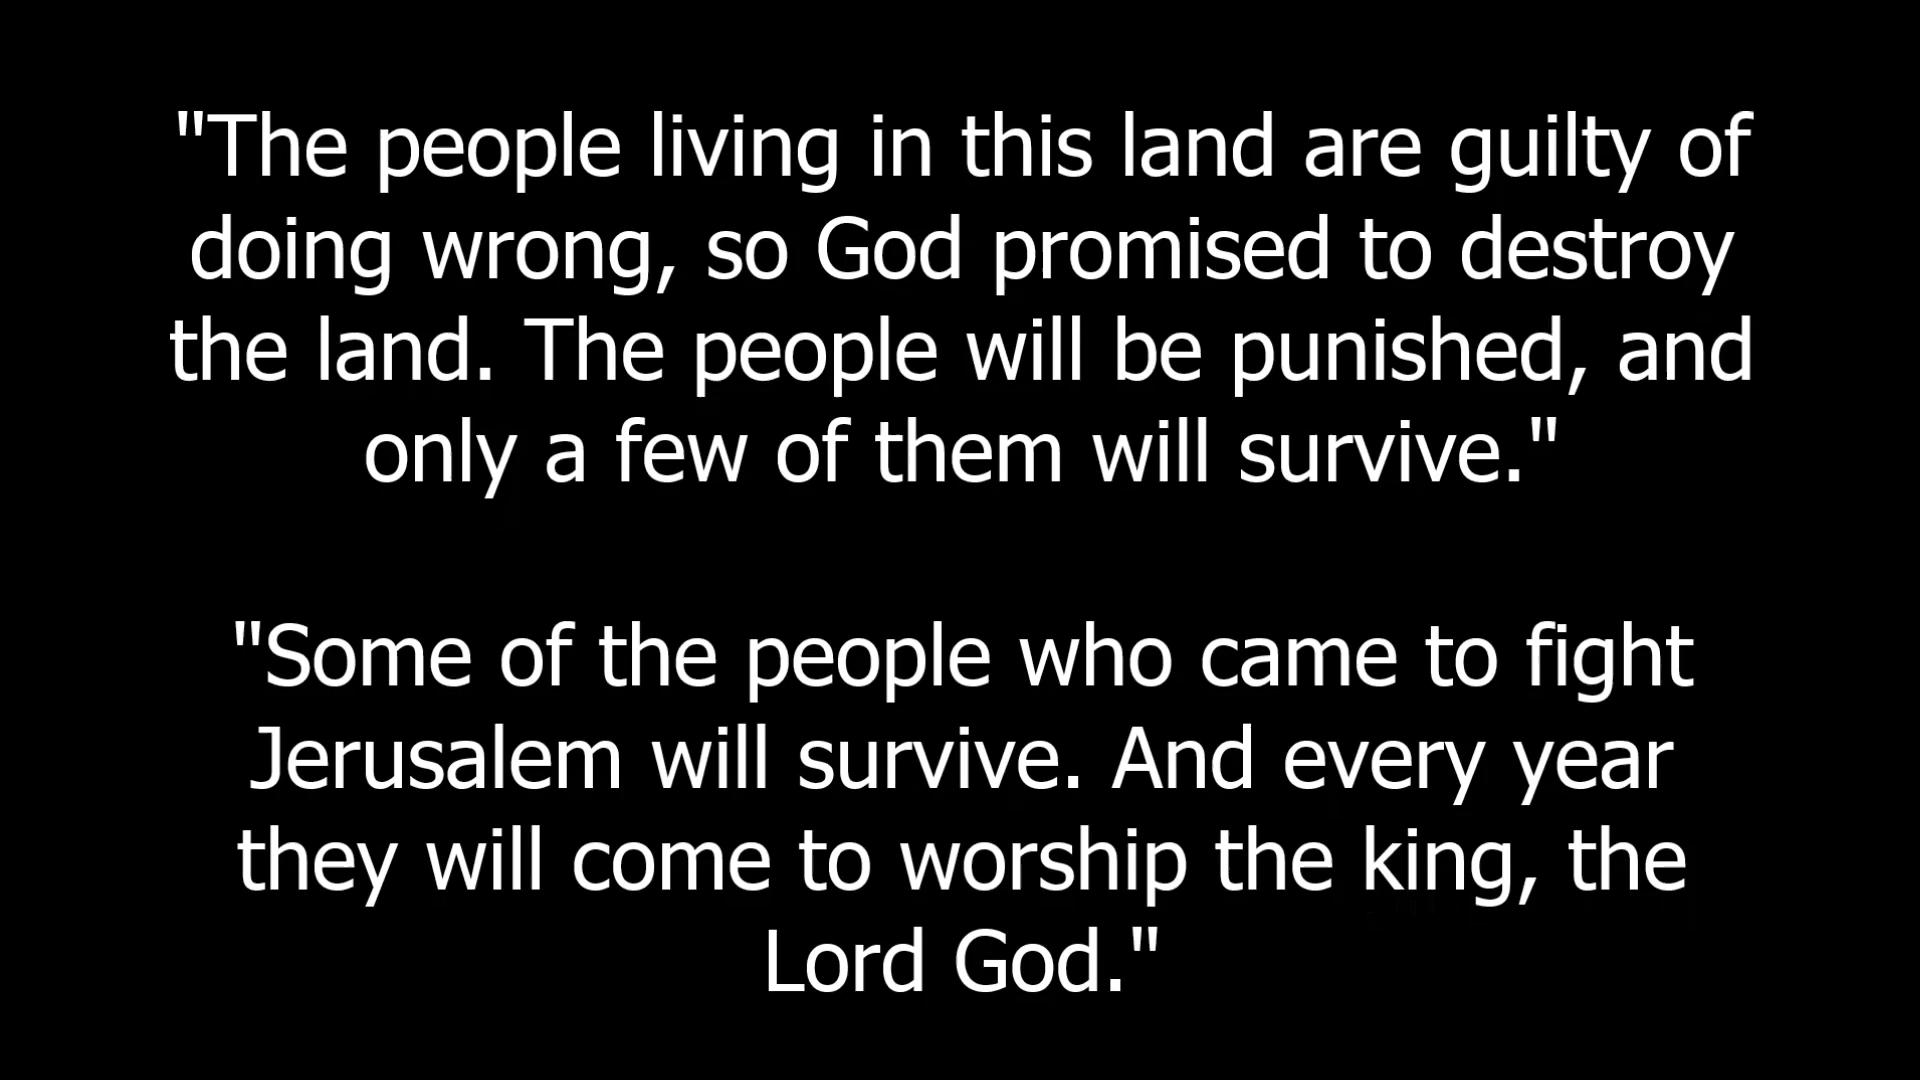 "The people living in this land are guilty of
doing wrong, so God promised to destroy
the land. The people will be punished, and
only a few of them will survive."
"Some of the people who came to fight
Jerusalem will survive. And every year
they will come to worship the king, the
Lord God."